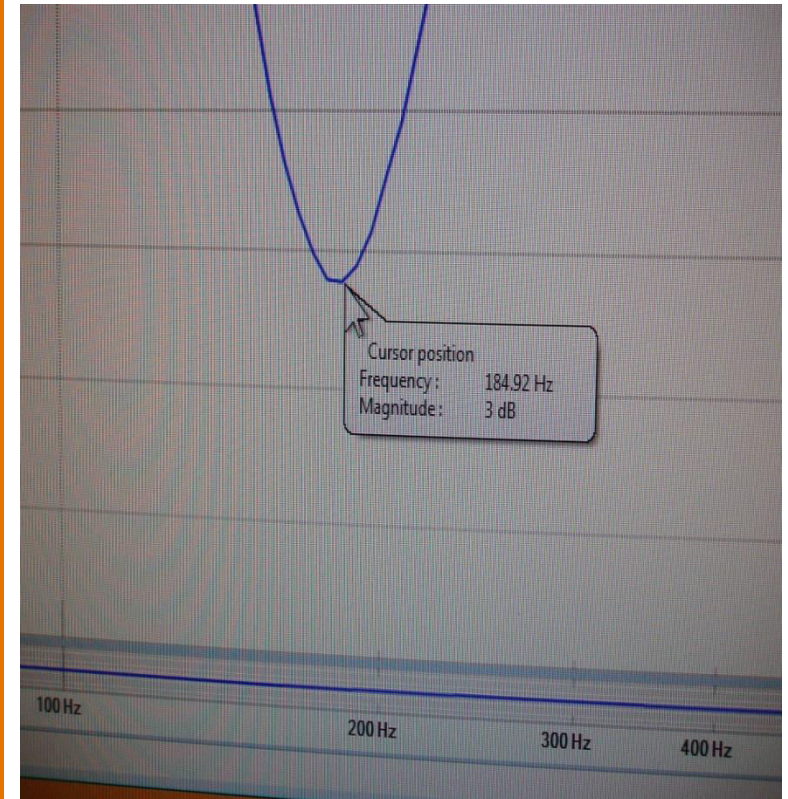 Cursor position
Frequency: 184.92 Hz
Magnitude: 3 dB
100 Hz
200 Hz
300 Hz
400 Hz